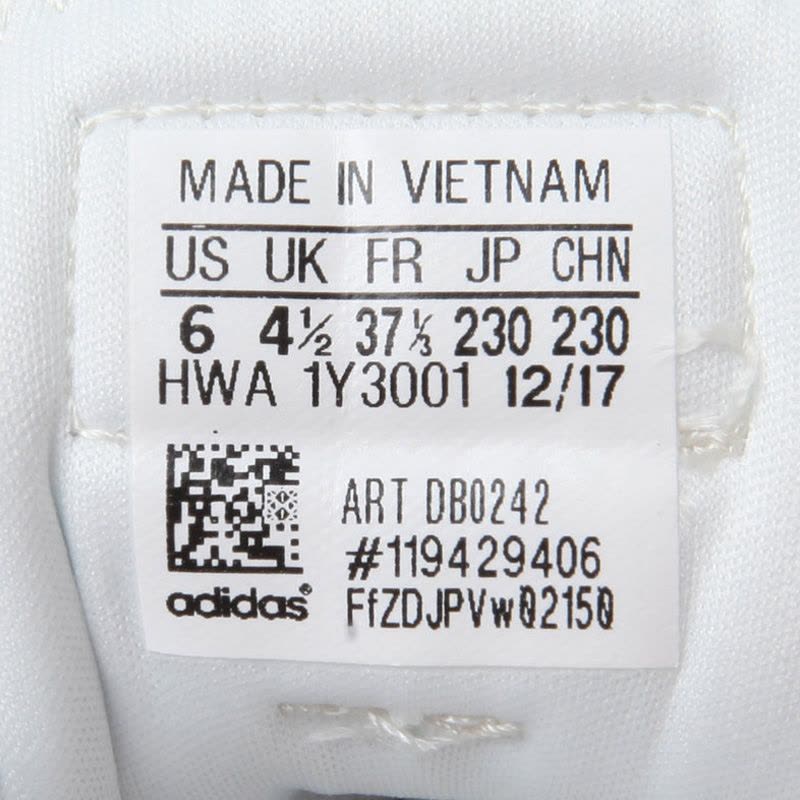 MADE IN VIETNAM
US UK FR JP CHN
6 4½ 37⅓ 230 230
HWA 1Y3001 12/17
ART DB0242
#119429406
adidas® FfZDJPVw02150